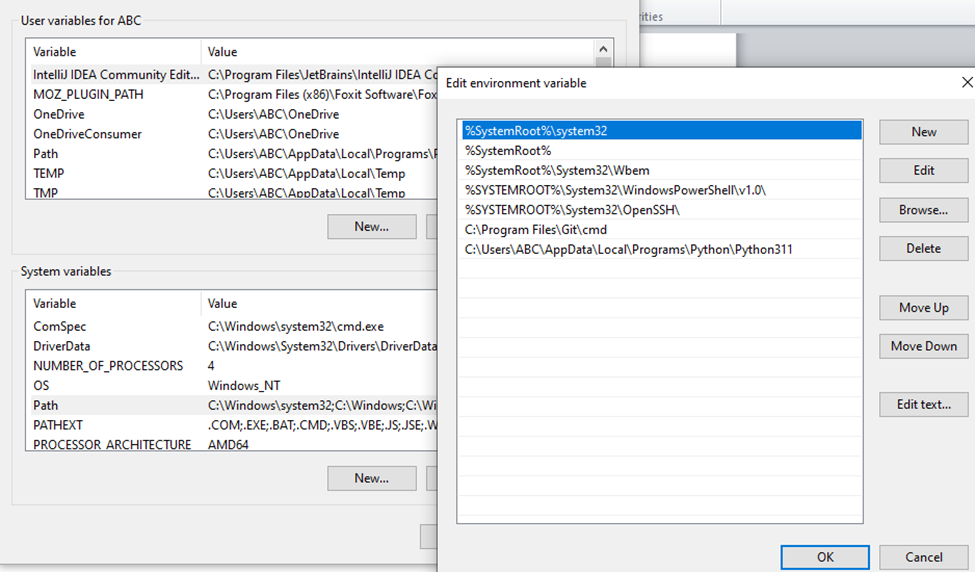 rities
User variables for ABC
Variable Value
IntelliJ IDEA Community Edit... C:\Program Files\JetBrains\IntelliJ IDEA Co
MOZ_PLUGIN_PATH C:\Program Files (x86)\Foxit Software\Fox
OneDrive C:\Users\ABC\OneDrive
OneDriveConsumer C:\Users\ABC\OneDrive
Path C:\Users\ABC\AppData\Local\Programs\
TEMP C:\Users\ABC\AppData\Local\Temp
TMP C:\Users\ABC\AppData\Local\Temp
New...
System variables
Variable Value
ComSpec C:\Windows\system32\cmd.exe
DriverData C:\Windows\System32\Drivers\DriverData
NUMBER_OF_PROCESSORS 4
OS Windows_NT
Path C:\Windows\system32;C:\Windows;C:\Wi
PATHEXT .COM;.EXE;.BAT;.CMD;.VBS;.VBE;.JS;.JSE;.W
PROCESSOR_ARCHITECTURE AMD64
New...
Edit environment variable
%SystemRoot%\system32
%SystemRoot%
%SystemRoot%\System32\Wbem
%SYSTEMROOT%\System32\WindowsPowerShell\v1.0\
%SYSTEMROOT%\System32\OpenSSH\
C:\Program Files\Git\cmd
C:\Users\ABC\AppData\Local\Programs\Python\Python311
New
Edit
Browse...
Delete
Move Up
Move Down
Edit text...
OK
Cancel